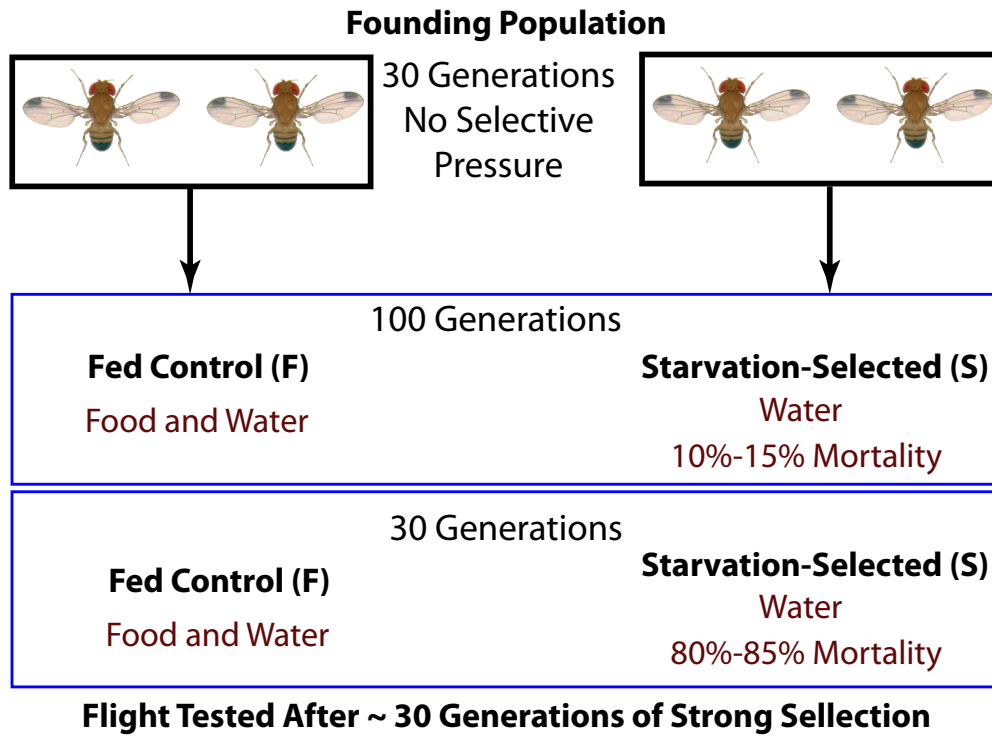 Founding Population
30 Generations
No Selective
Pressure
100 Generations
Fed Control (F)
Food and Water
Starvation-Selected (S)
Water
10%-15% Mortality
30 Generations
Fed Control (F)
Food and Water
Starvation-Selected (S)
Water
80%-85% Mortality
Flight Tested After ~ 30 Generations of Strong Sellection